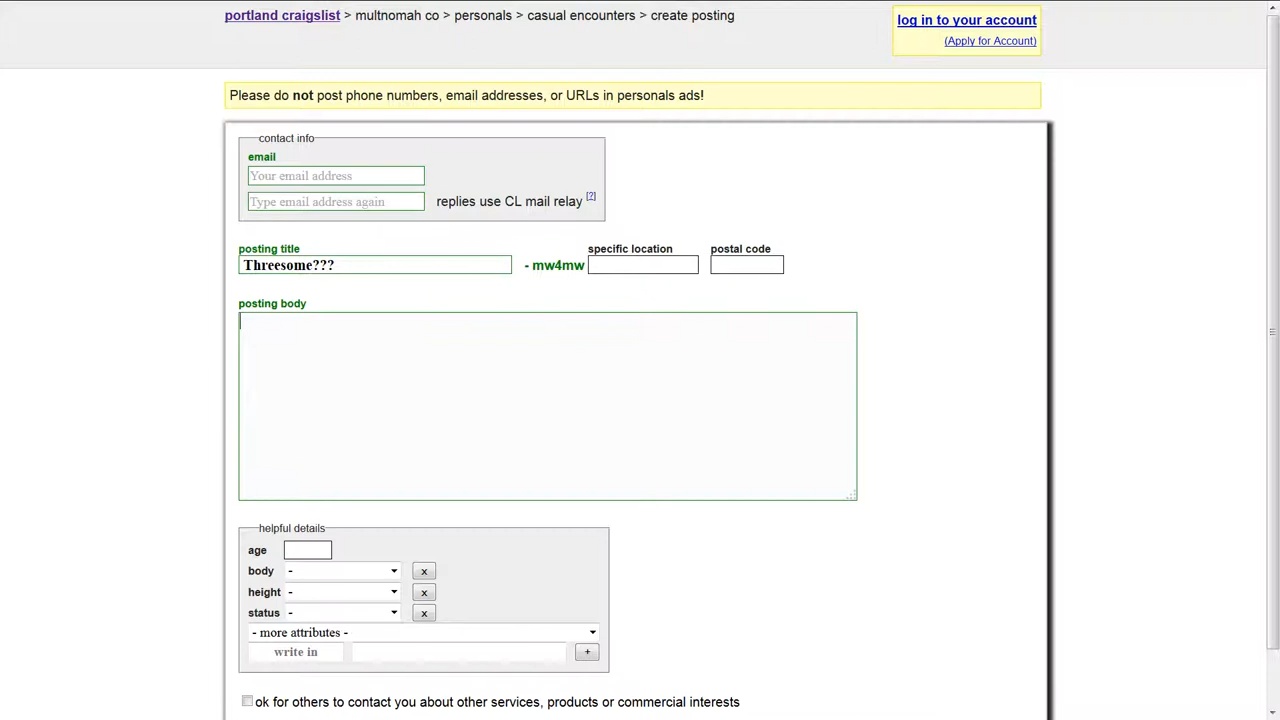 portland craigslist > multnomah co > personals > casual encounters > create posting
log in to your account
(Apply for Account)
Please do not post phone numbers, email addresses, or URLs in personals ads!
contact info
email
Your email address
Type email address again replies use CL mail relay [?]
posting title specific location postal code
Threesome??? - mw4mw
posting body
helpful details
age
body - x
height - x
status - x
- more attributes -
write in +
ok for others to contact you about other services, products or commercial interests